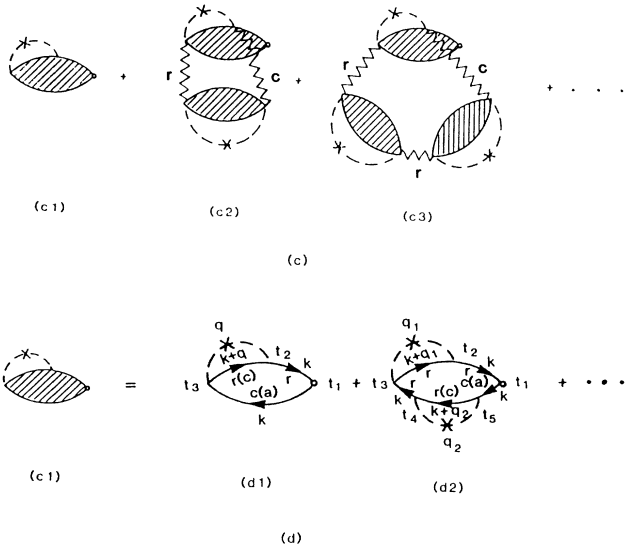 r
c
+
+
r
c
r
+ . . .
(c1)
(c2)
(c3)
(c)
q
k+q
t2
k
t3
r(c)
r
c(a)
t1
k
=
+
q1
k+q1
t2
k
t3
r
r
c(a)
t1
k
r(c)
k
t4
k+q2
t5
q2
+ •••
(c1)
(d1)
(d2)
(d)